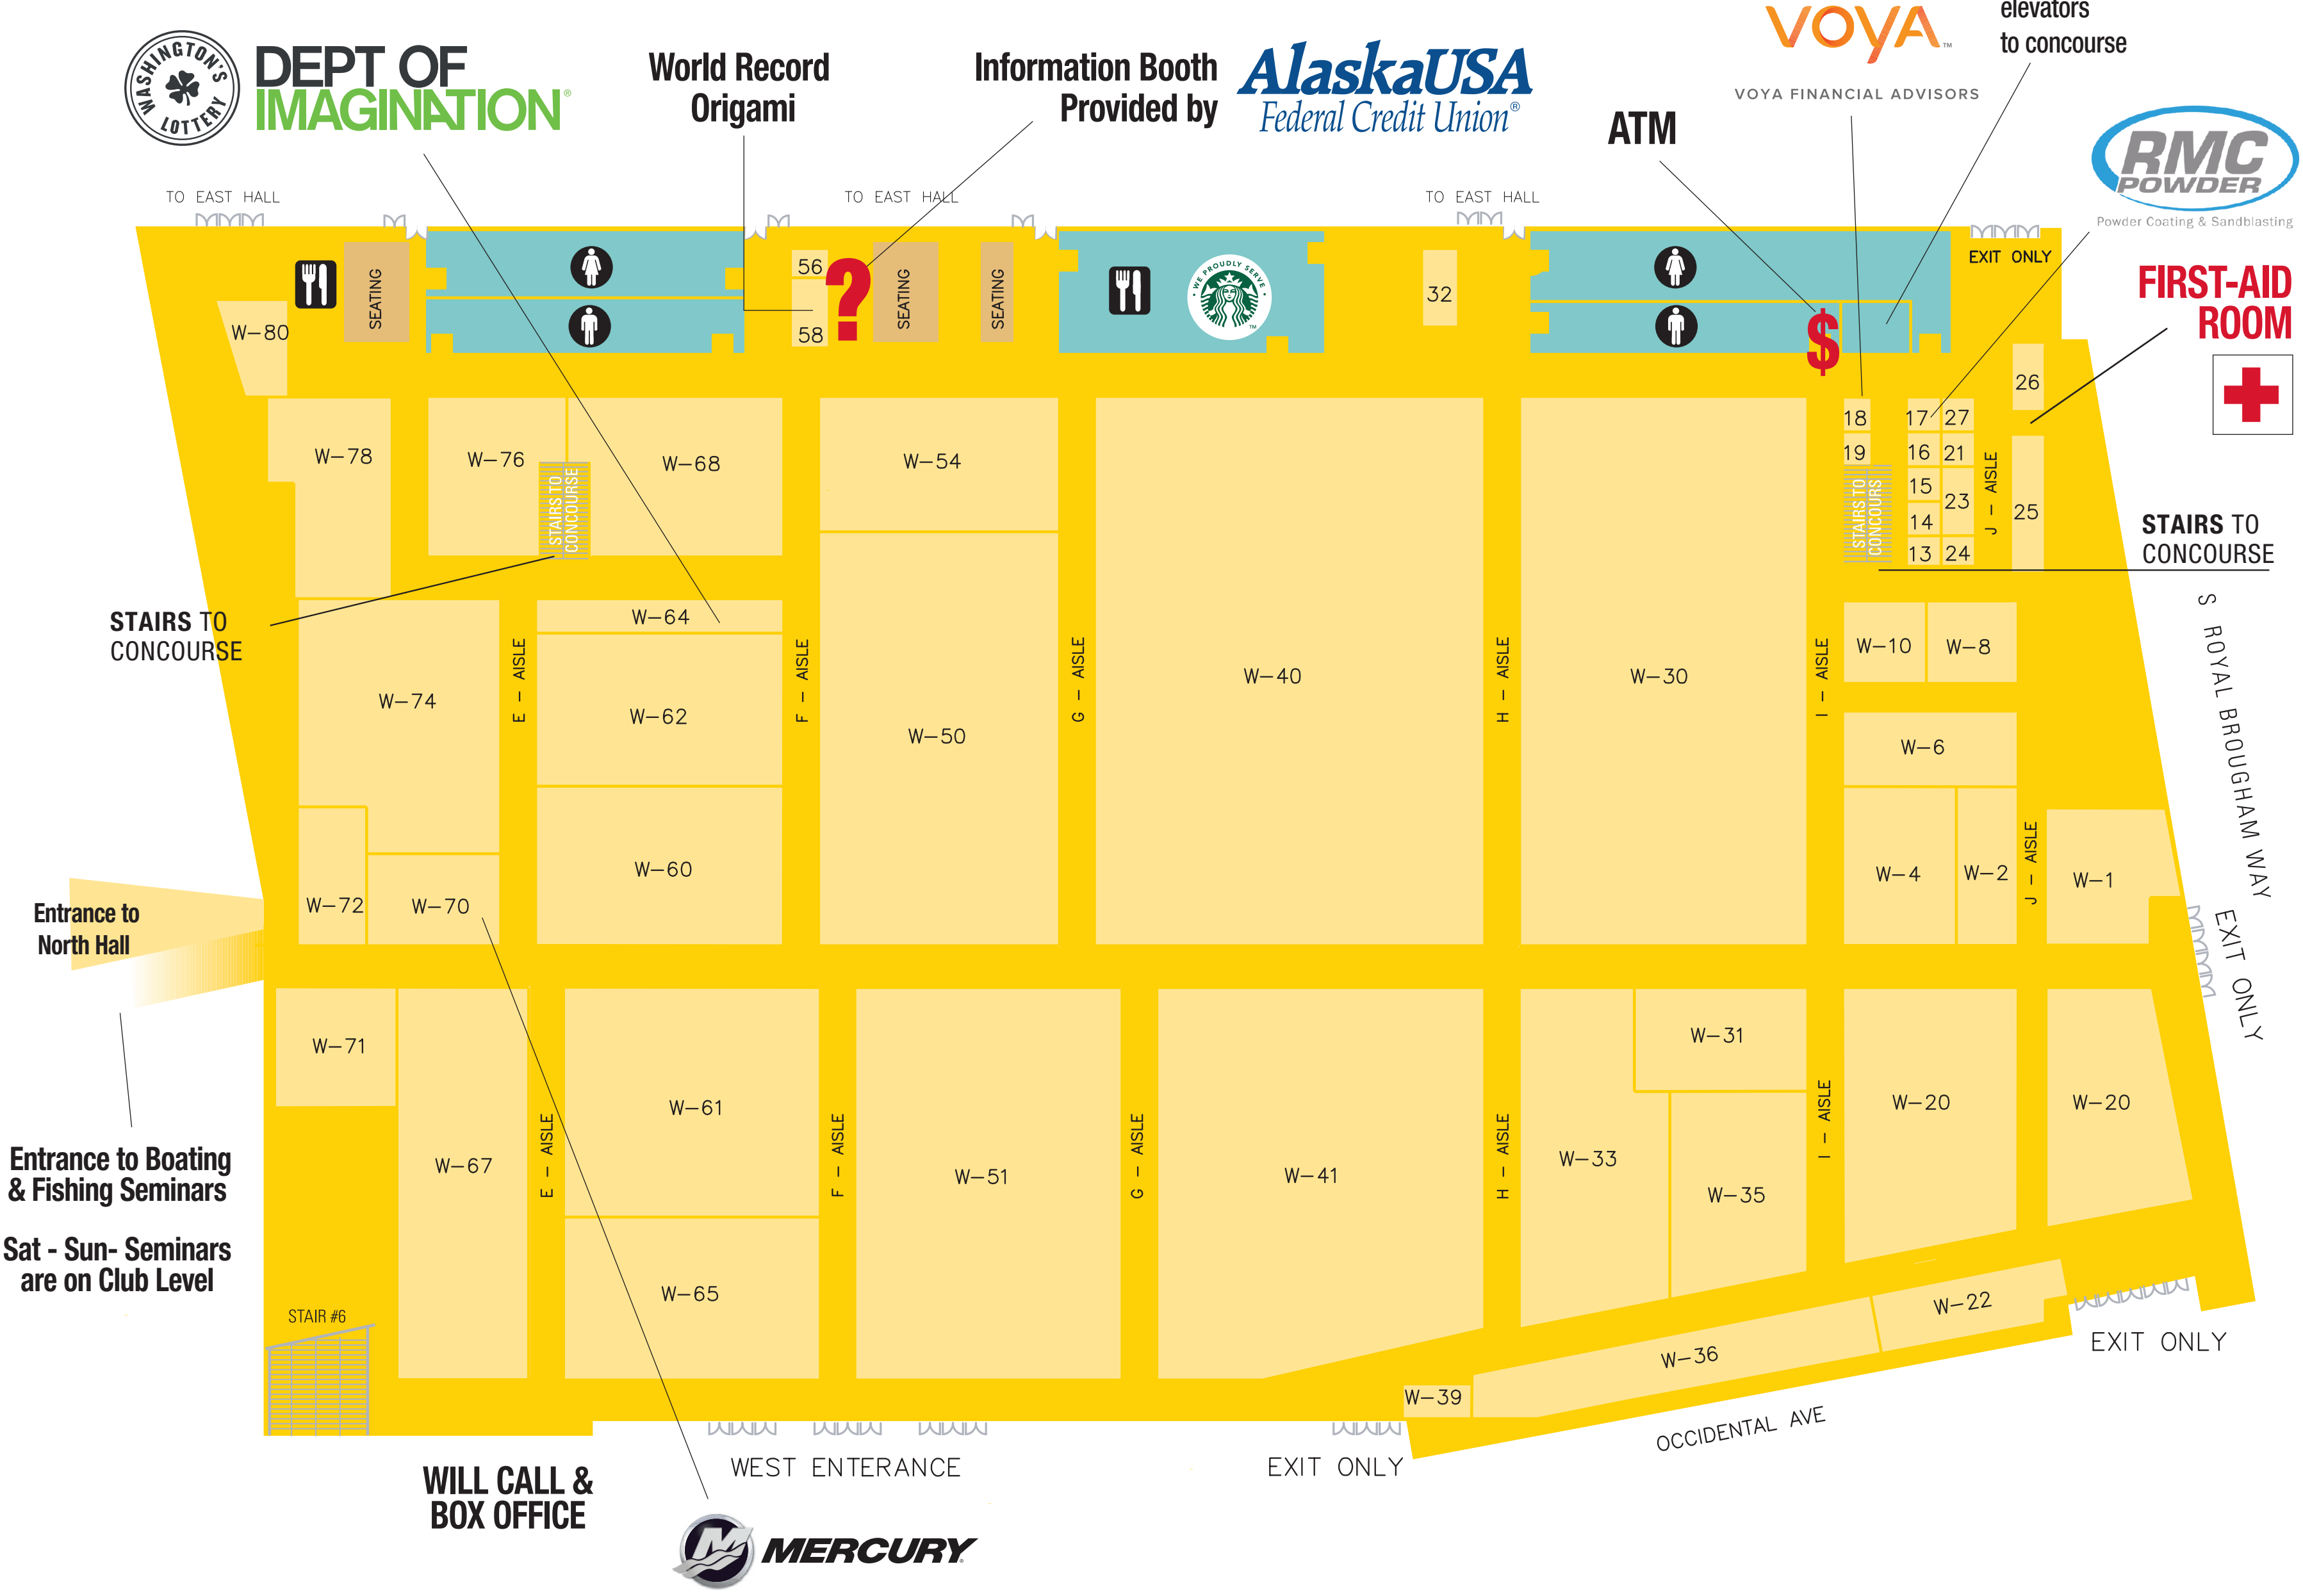 WASHINGTON'S
LOTTERY
DEPT OF
IMAGINATION®
World Record
Origami
Information Booth
Provided by
AlaskaUSA
Federal Credit Union®
ATM
VOYA™
VOYA FINANCIAL ADVISORS
elevators
to concourse
RMC
POWDER
Powder Coating & Sandblasting
TO EAST HALL
TO EAST HALL
TO EAST HALL
EXIT ONLY
FIRST-AID
ROOM
SEATING
SEATING
SEATING
WE PROUDLY SERVE
TM
$
?
56
58
32
W-80
26
18
19
17
27
16
21
15
23
14
13
24
25
J - AISLE
W-78
W-76
W-68
W-54
STAIRS TO
CONCOURSE
STAIRS TO
CONCOURS
STAIRS TO
CONCOURSE
STAIRS TO
CONCOURSE
S ROYAL BROUGHAM WAY
W-64
W-74
W-62
W-50
W-40
W-30
W-10
W-8
W-6
E - AISLE
F - AISLE
G - AISLE
H - AISLE
I - AISLE
W-60
W-72
W-70
W-4
W-2
J - AISLE
W-1
EXIT ONLY
Entrance to
North Hall
W-71
W-67
W-61
W-51
W-41
W-33
W-31
W-35
W-20
W-20
E - AISLE
F - AISLE
G - AISLE
H - AISLE
I - AISLE
Entrance to Boating
& Fishing Seminars
Sat - Sun- Seminars
are on Club Level
W-65
STAIR #6
W-22
W-36
W-39
EXIT ONLY
OCCIDENTAL AVE
WEST ENTERANCE
EXIT ONLY
WILL CALL &
BOX OFFICE
MERCURY